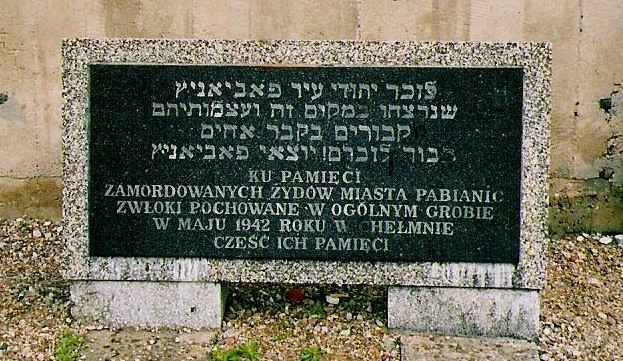 לזכר יהודי עיר פאביאניץ
שנרצחו במקום זה ועצמותיהם
קבורים בקבר אחים
כבוד לזכרם! יוצאי פאביאניץ
KU PAMIĘCI
ZAMORDOWANYCH ŻYDÓW MIASTA PABIANIC
ZWŁOKI POCHOWANE W OGÓLNYM GROBIE
W MAJU 1942 ROKU W CHEŁMNIE
CZEŚĆ ICH PAMIĘCI